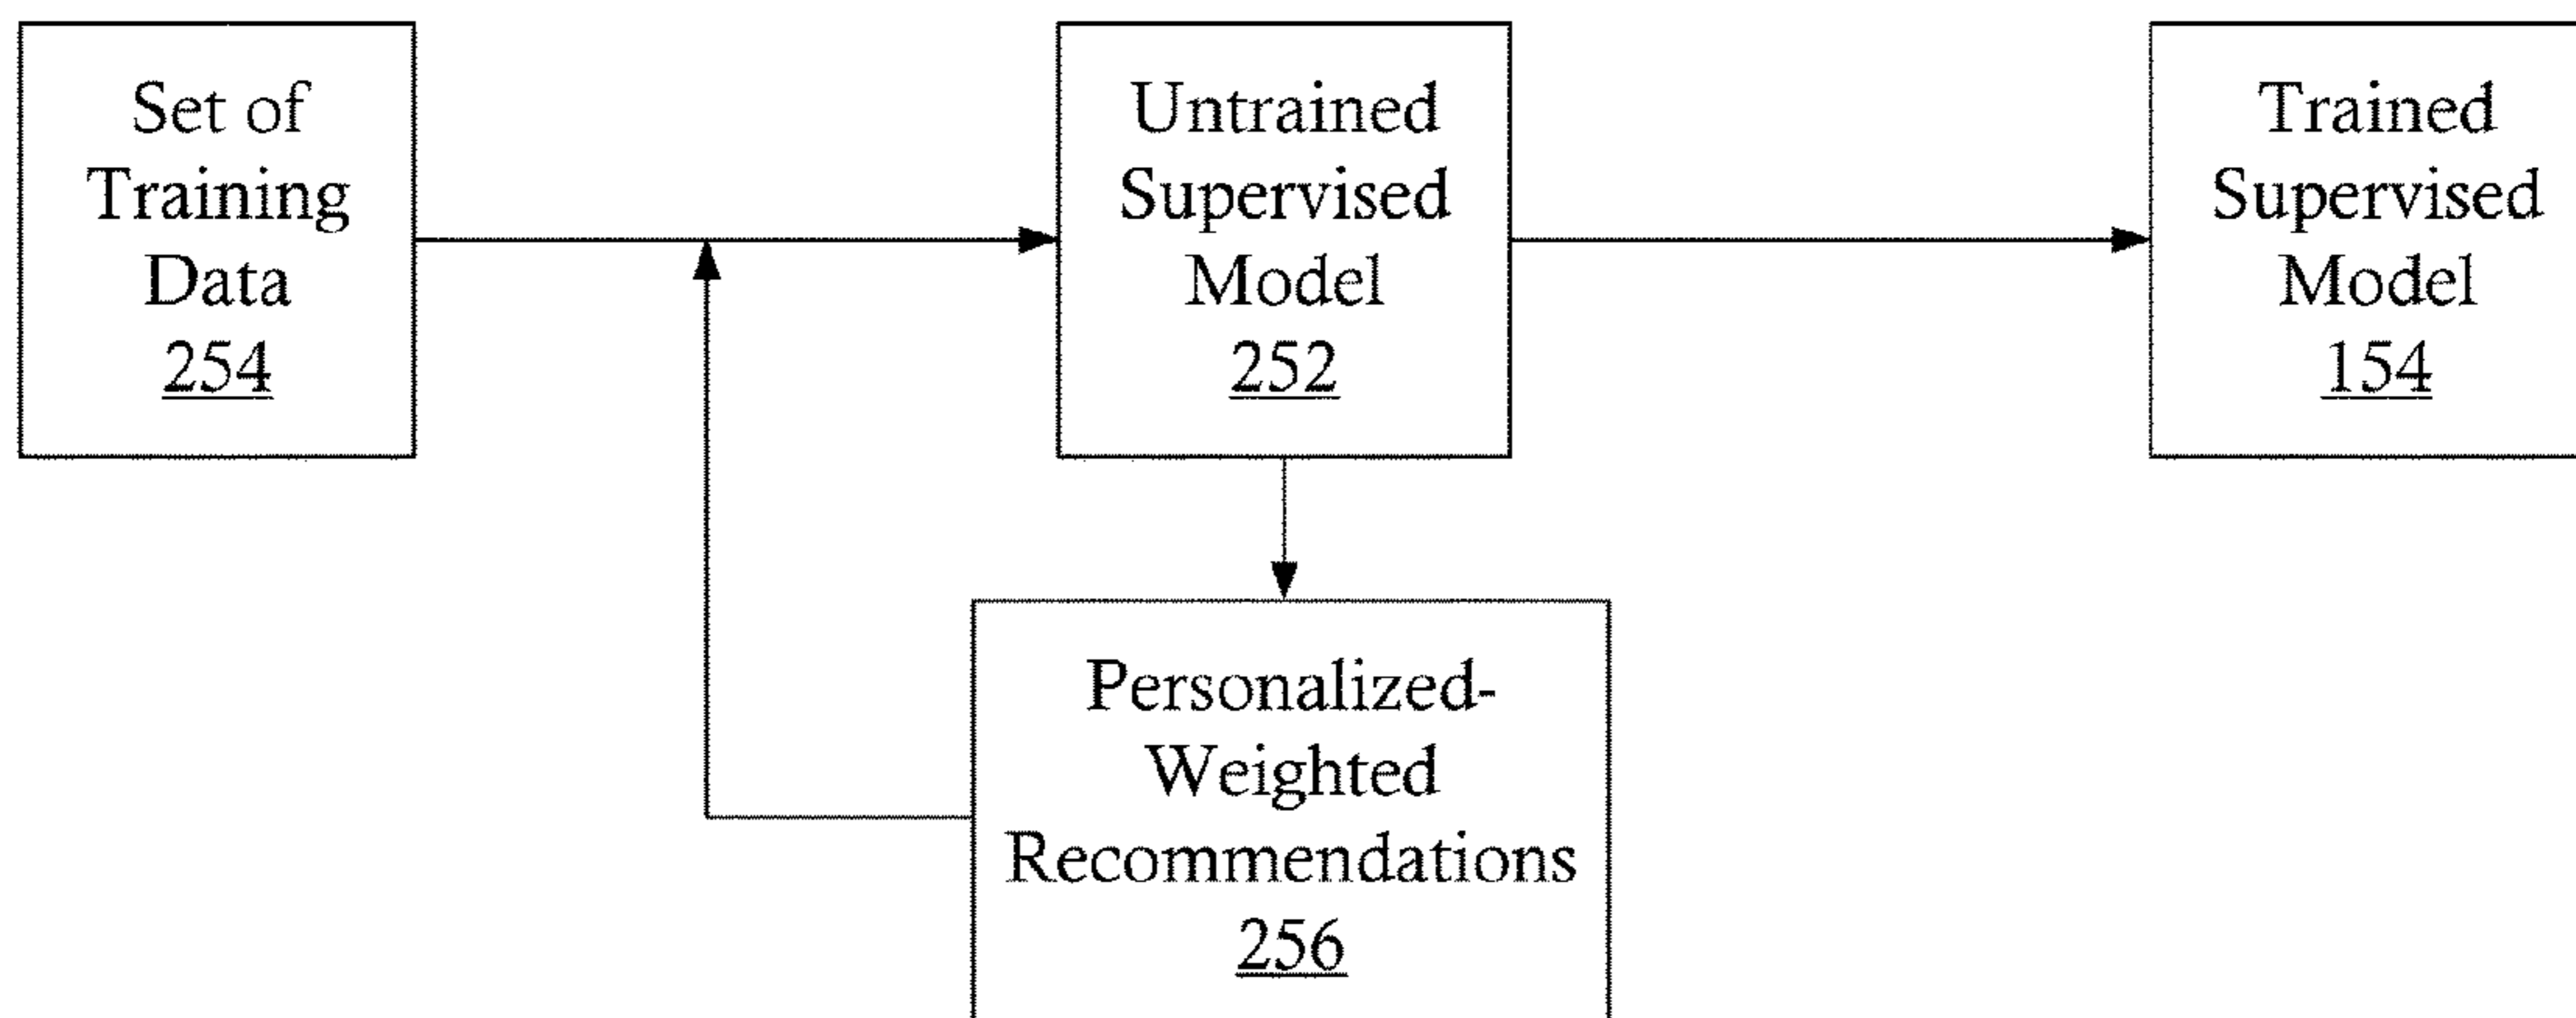 Set of
Training
Data
254
Untrained
Supervised
Model
252
Trained
Supervised
Model
154
Personalized-
Weighted
Recommendations
256